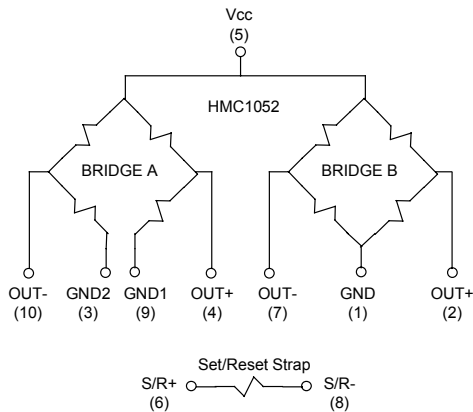 Vcc
(5)
HMC1052
BRIDGE A
BRIDGE B
OUT- GND2 GND1 OUT+ OUT- GND OUT+
(10) (3) (9) (4) (7) (1) (2)
Set/Reset Strap
S/R+ S/R-
(6) (8)